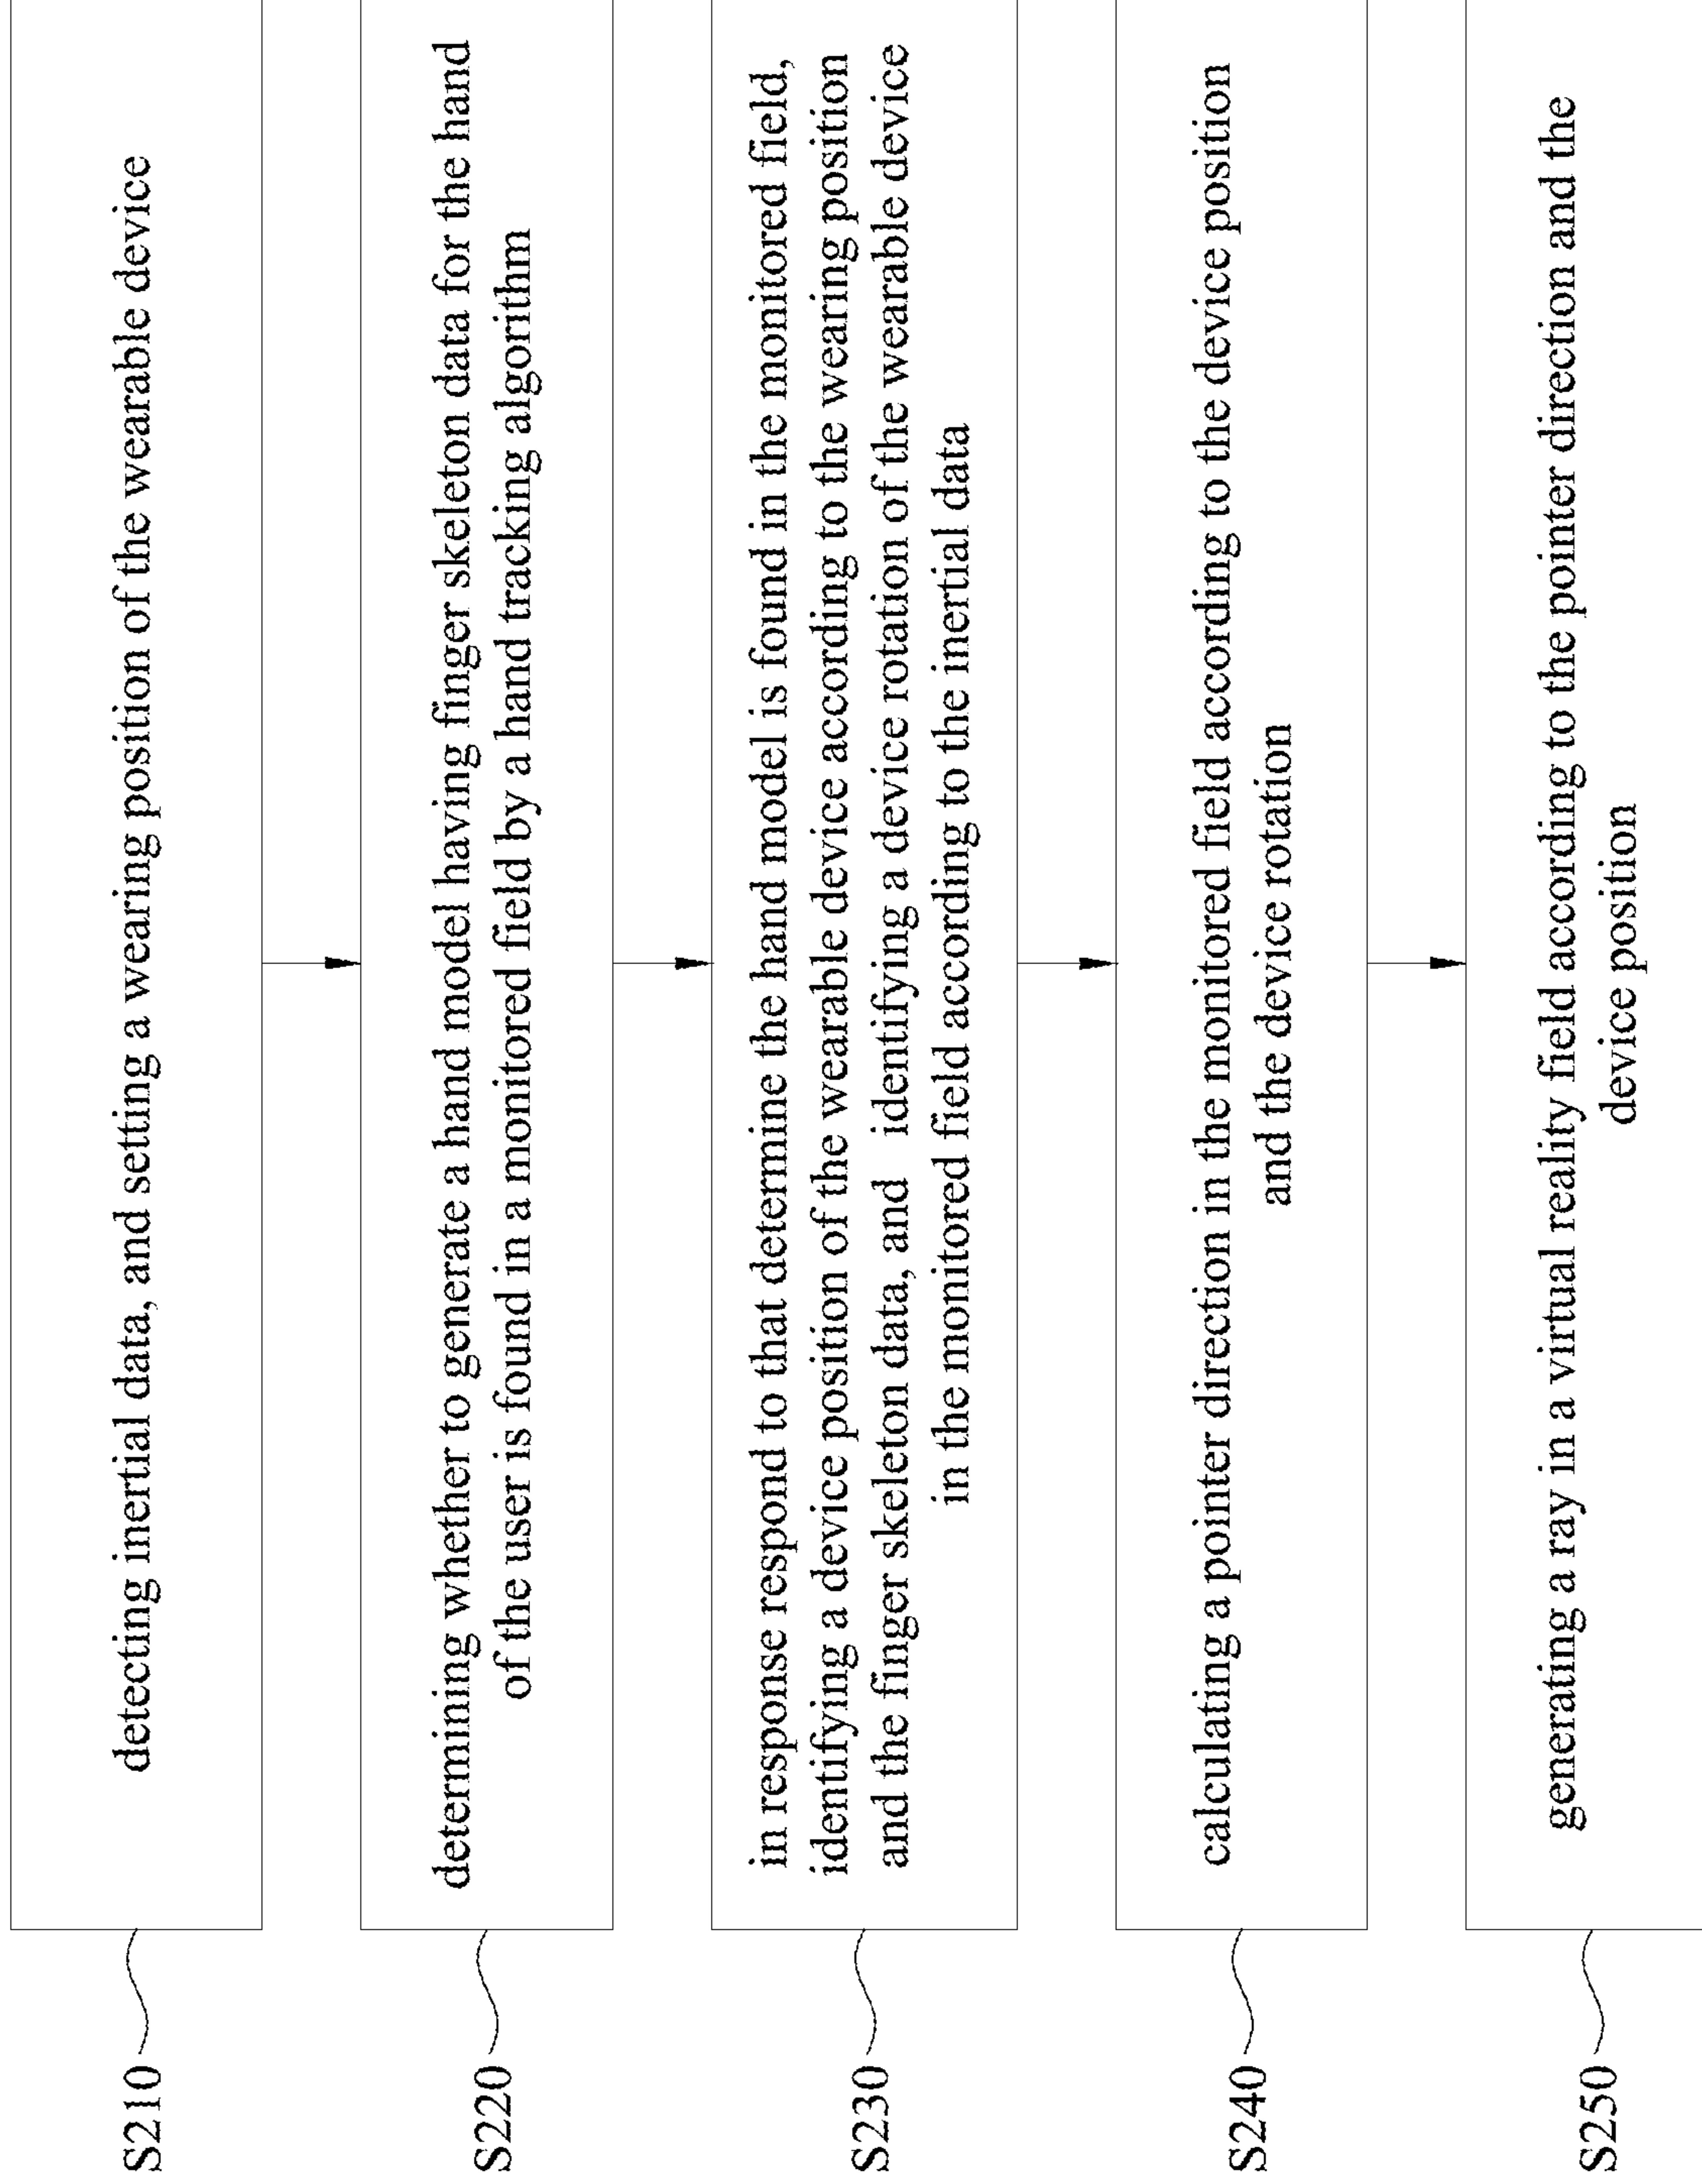 S210
detecting inertial data, and setting a wearing position of the wearable device
S220
determining whether to generate a hand model having finger skeleton data for the hand
of the user is found in a monitored field by a hand tracking algorithm
S230
in response respond to that determine the hand model is found in the monitored field,
identifying a device position of the wearable device according to the wearing position
and the finger skeleton data, and identifying a device rotation of the wearable device
in the monitored field according to the inertial data
S240
calculating a pointer direction in the monitored field according to the device position
and the device rotation
S250
generating a ray in a virtual reality field according to the pointer direction and the
device position